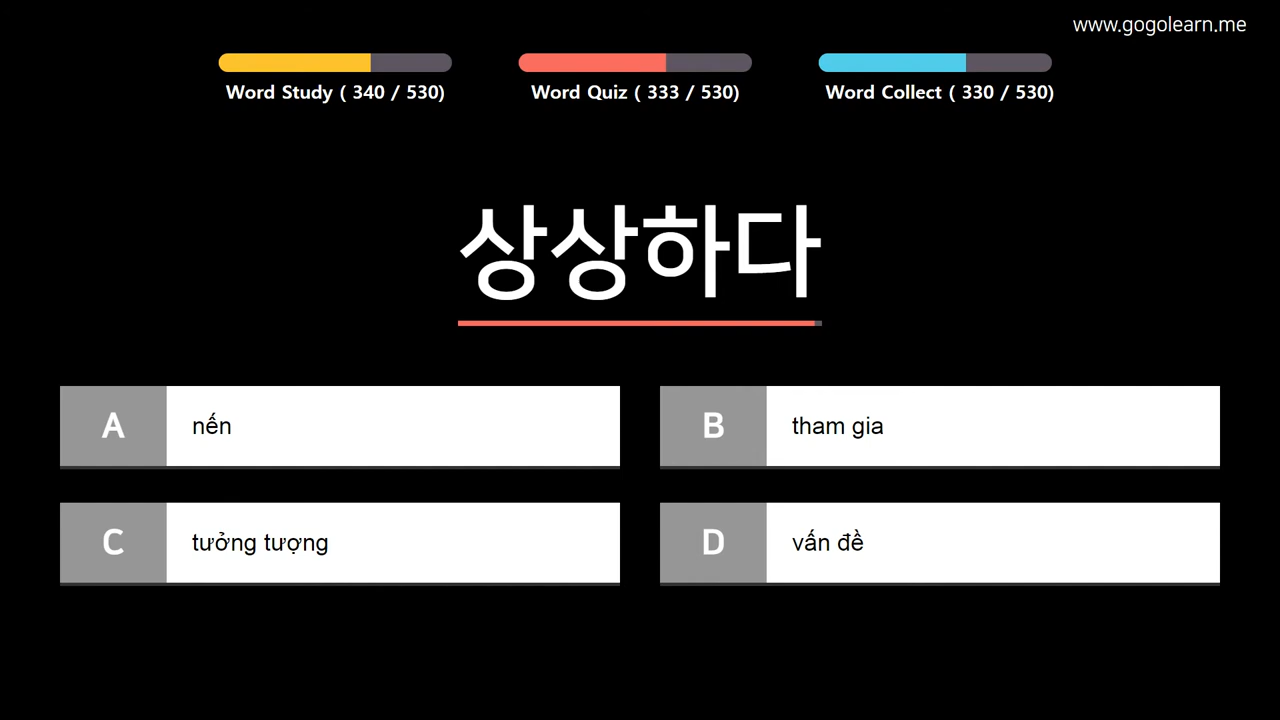 www.gogolearn.me
Word Study ( 340 / 530)
Word Quiz ( 333 / 530)
Word Collect ( 330 / 530)
상상하다
A nến
B tham gia
C tưởng tượng
D vấn đề